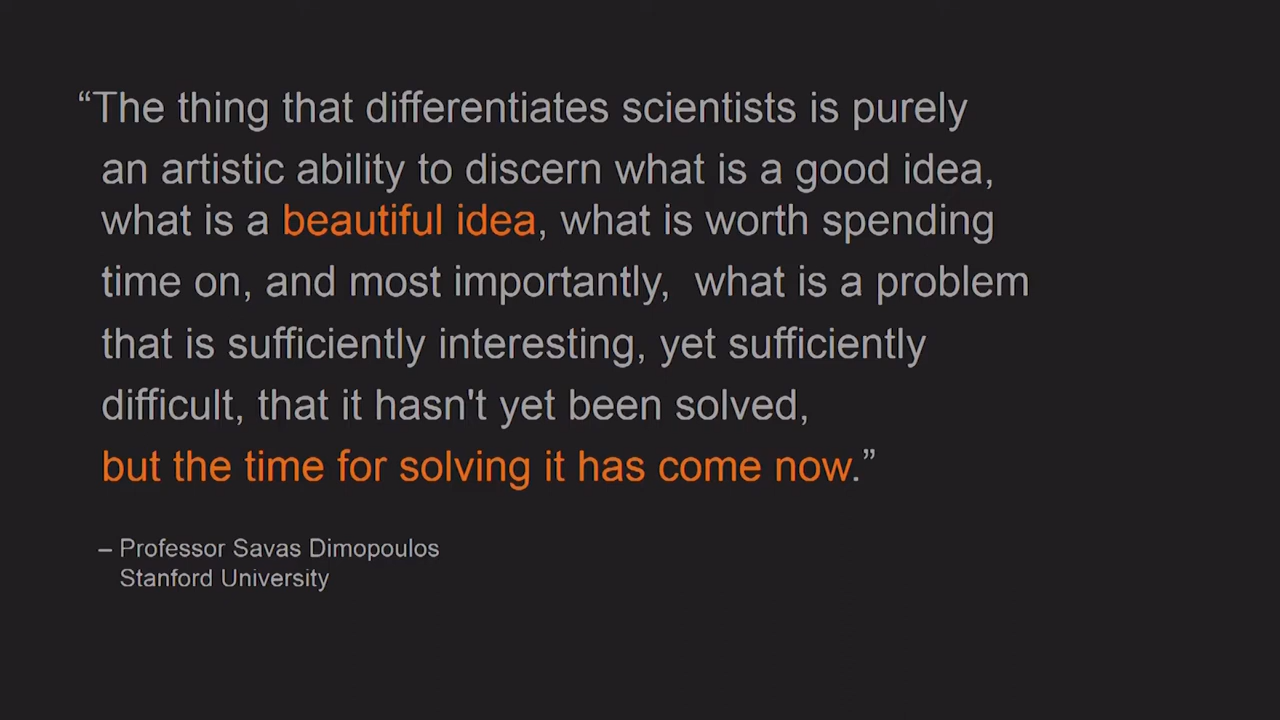 “The thing that differentiates scientists is purely
an artistic ability to discern what is a good idea,
what is a beautiful idea, what is worth spending
time on, and most importantly,  what is a problem
that is sufficiently interesting, yet sufficiently
difficult, that it hasn't yet been solved,
but the time for solving it has come now.”
– Professor Savas Dimopoulos
Stanford University